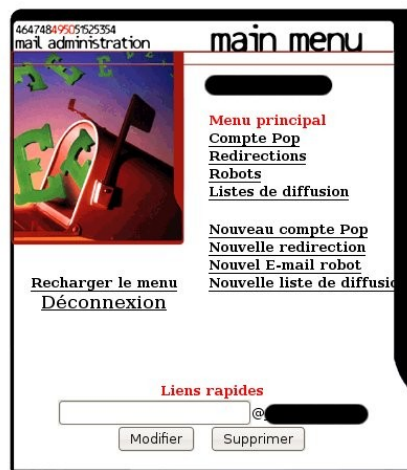 46474849505152535 4
mail administration
main menu
Menu principal
Compte Pop
Redirections
Robots
Listes de diffusion
Nouveau compte Pop
Nouvelle redirection
Nouvel E-mail robot
Nouvelle liste de diffusio
Recharger le menu
Déconnexion
Liens rapides
@
Modifier
Supprimer